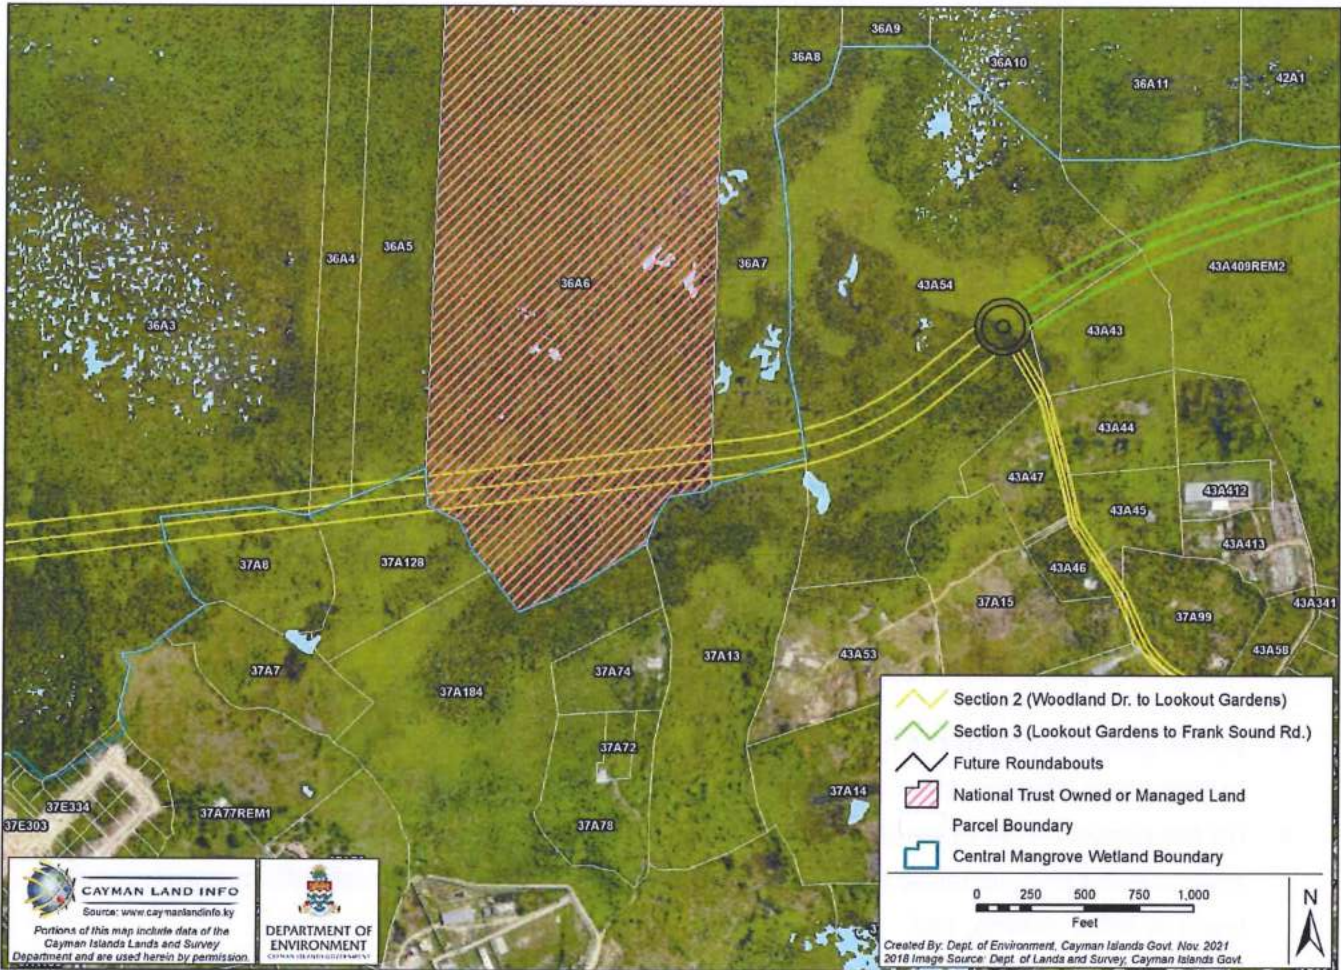 36A9
36A8
36A10
36A11
42A1
36A5
36A4
36A6
36A7
36A3
43A54
43A409REM2
43A43
43A44
43A47
43A412
43A45
43A413
43A46
37A8
37A128
37A15
43A341
37A99
43A58
37A7
37A74
37A13
43A53
37A184
37A72
37A14
37E334
37E303
37A77REM1
37A78
Section 2 (Woodland Dr. to Lookout Gardens)
Section 3 (Lookout Gardens to Frank Sound Rd.)
Future Roundabouts
National Trust Owned or Managed Land
Parcel Boundary
Central Mangrove Wetland Boundary
0 250 500 750 1,000
Feet
N
Created By: Dept. of Environment, Cayman Islands Govt. Nov. 2021
2018 Image Source: Dept. of Lands and Survey, Cayman Islands Govt.
CAYMAN LAND INFO
Source: www.caymanlandinfo.ky
Portions of this map include data of the
Cayman Islands Lands and Survey
Department and are used herein by permission.
DEPARTMENT OF
ENVIRONMENT
CAYMAN ISLANDS GOVERNMENT